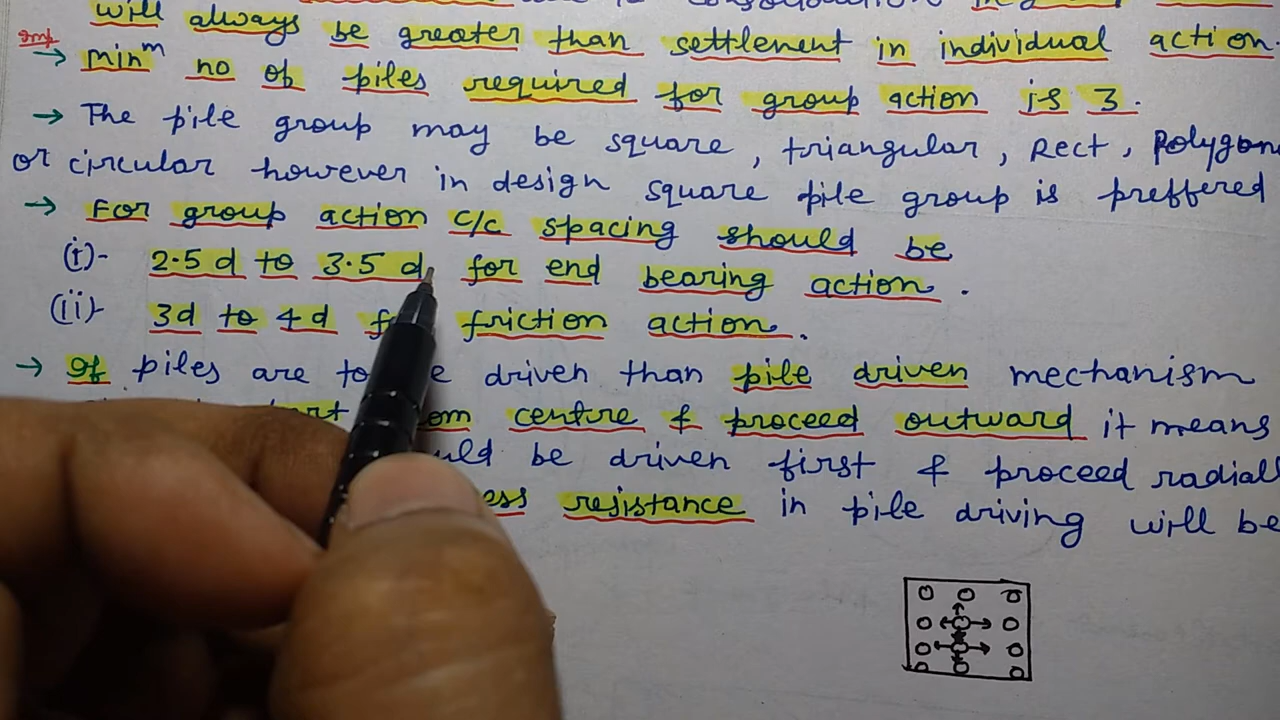 will always be greater than settlement in individual action.
Imp
→ minᵐ no of piles required for group action is 3.
→ The pile group may be square, triangular, Rect, Polygon
or circular however in design square pile group is preffered
→ For group action c/c spacing should be
(i)- 2.5 d to 3.5 d for end bearing action.
(ii)- 3d to 4d friction action.
→ If piles are to driven than pile driven mechanism
centre & proceed outward it means
be driven first & proceed radiall
resistance in pile driving will be